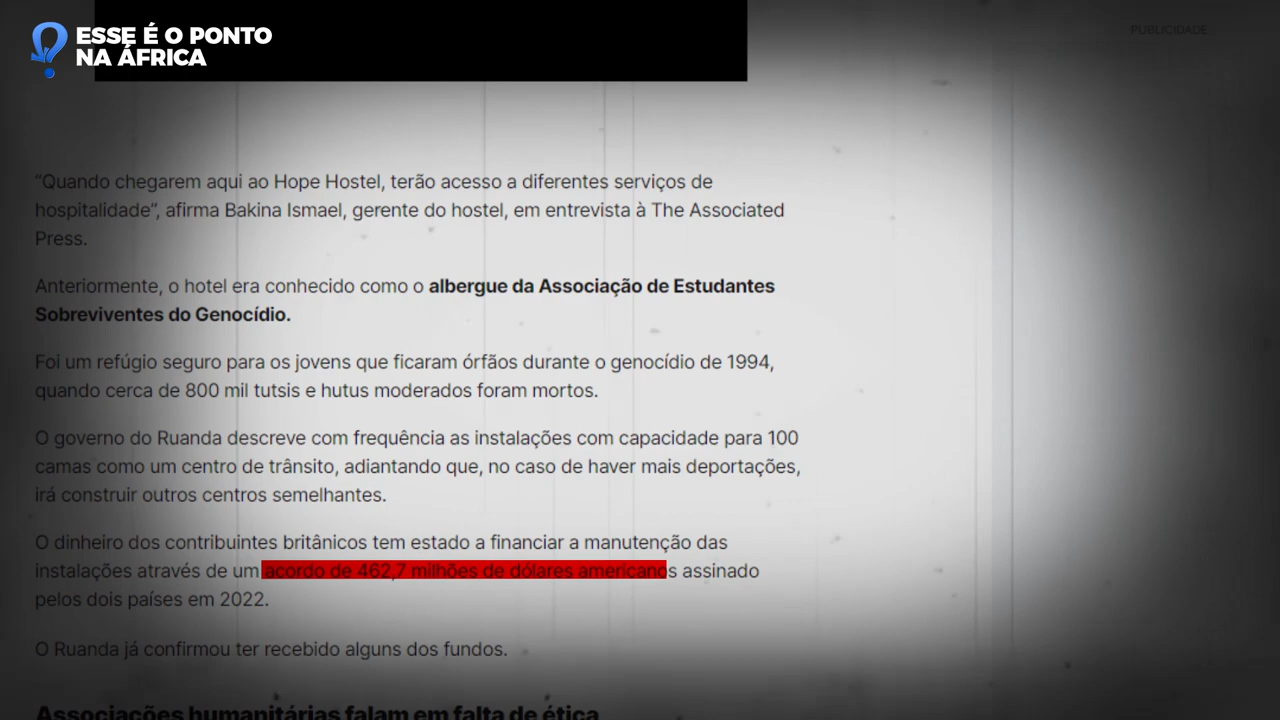 ESSE É O PONTO
NA ÁFRICA
PUBLICIDADE
“Quando chegarem aqui ao Hope Hostel, terão acesso a diferentes serviços de
hospitalidade”, afirma Bakina Ismael, gerente do hostel, em entrevista à The Associated
Press.
Anteriormente, o hotel era conhecido como o albergue da Associação de Estudantes
Sobreviventes do Genocídio.
Foi um refúgio seguro para os jovens que ficaram órfãos durante o genocídio de 1994,
quando cerca de 800 mil tutsis e hutus moderados foram mortos.
O governo do Ruanda descreve com frequência as instalações com capacidade para 100
camas como um centro de trânsito, adiantando que, no caso de haver mais deportações,
irá construir outros centros semelhantes.
O dinheiro dos contribuintes britânicos tem estado a financiar a manutenção das
instalações através de um acordo de 462,7 milhões de dólares americanos assinado
pelos dois países em 2022.
O Ruanda já confirmou ter recebido alguns dos fundos.
Associações humanitárias falam em falta de ética